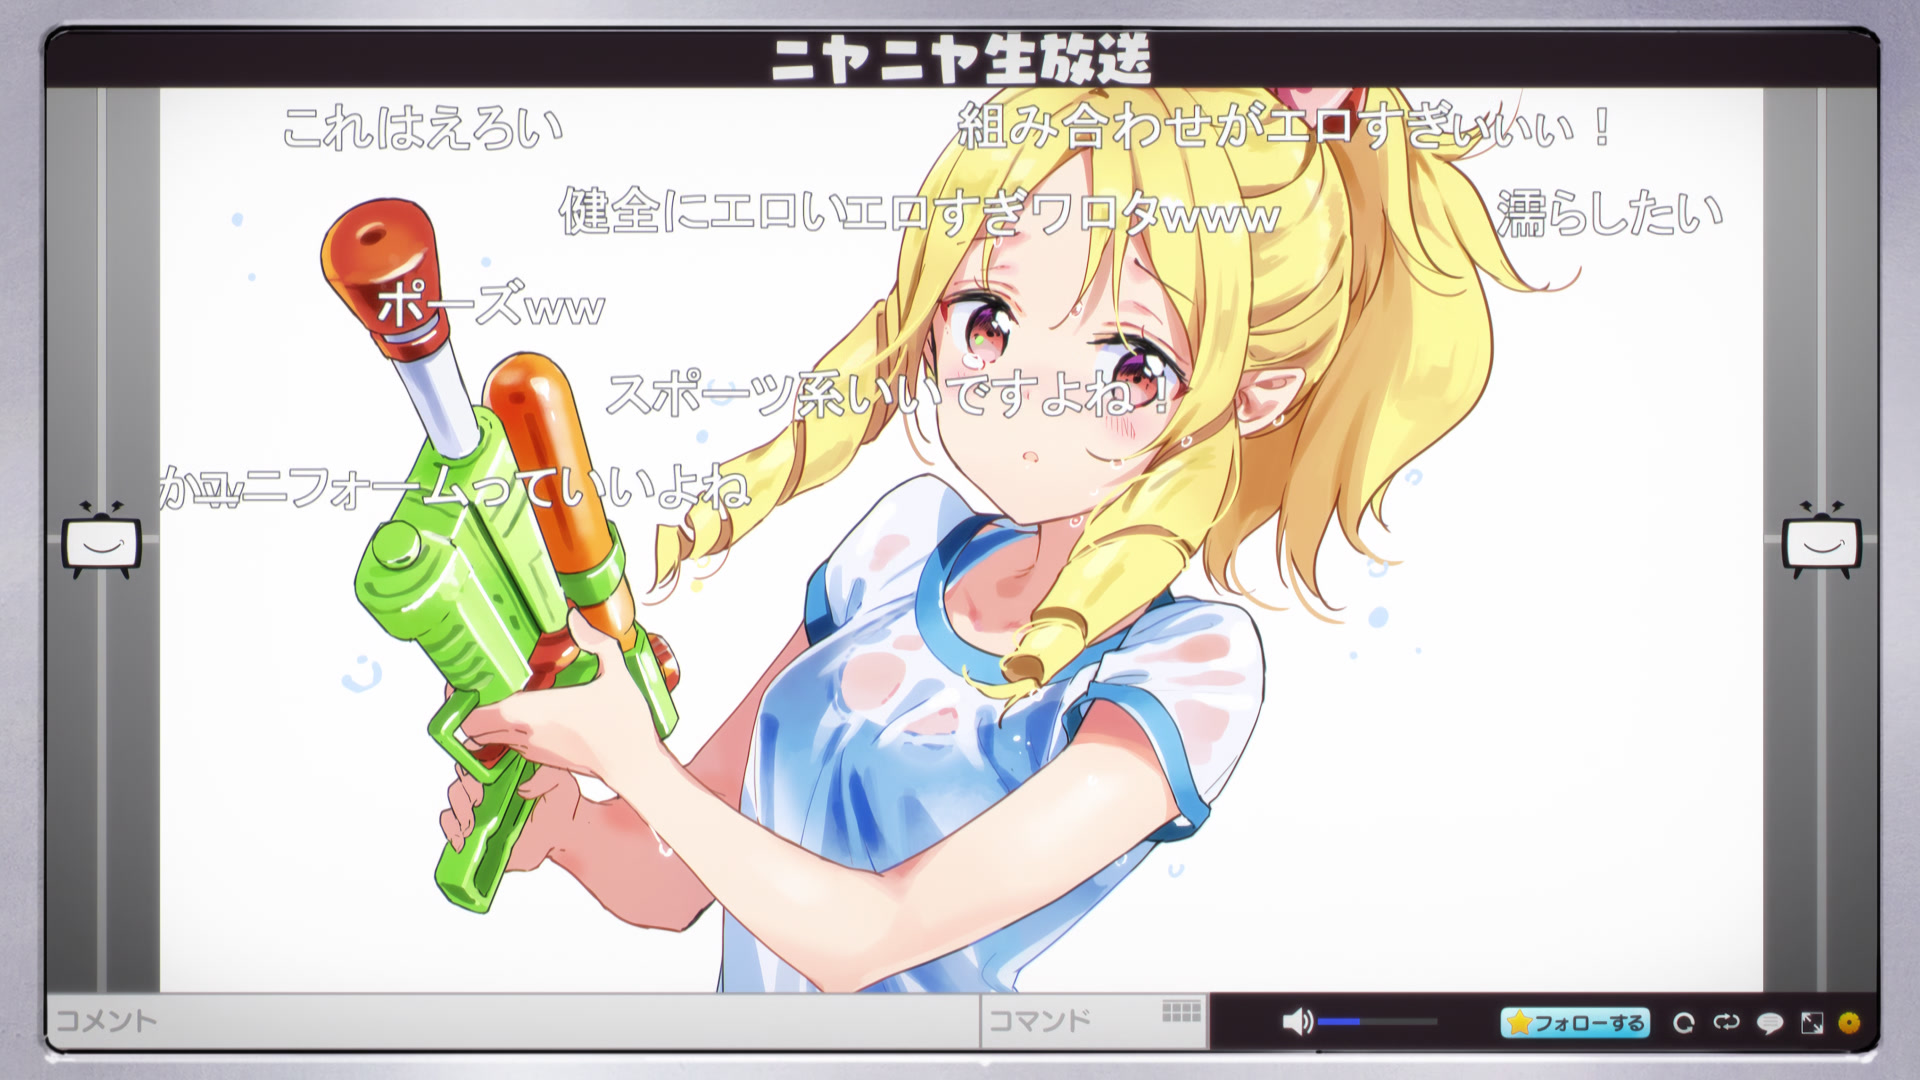 ニヤニヤ生放送
これはえろい
組み合わせがエロすぎぃぃぃ！
健全にエロいエロすぎワロタwww
濡らしたい
ポーズww
スポーツ系いいですよね！
ユニフォームっていいよね
コメント
コマンド
フォローする